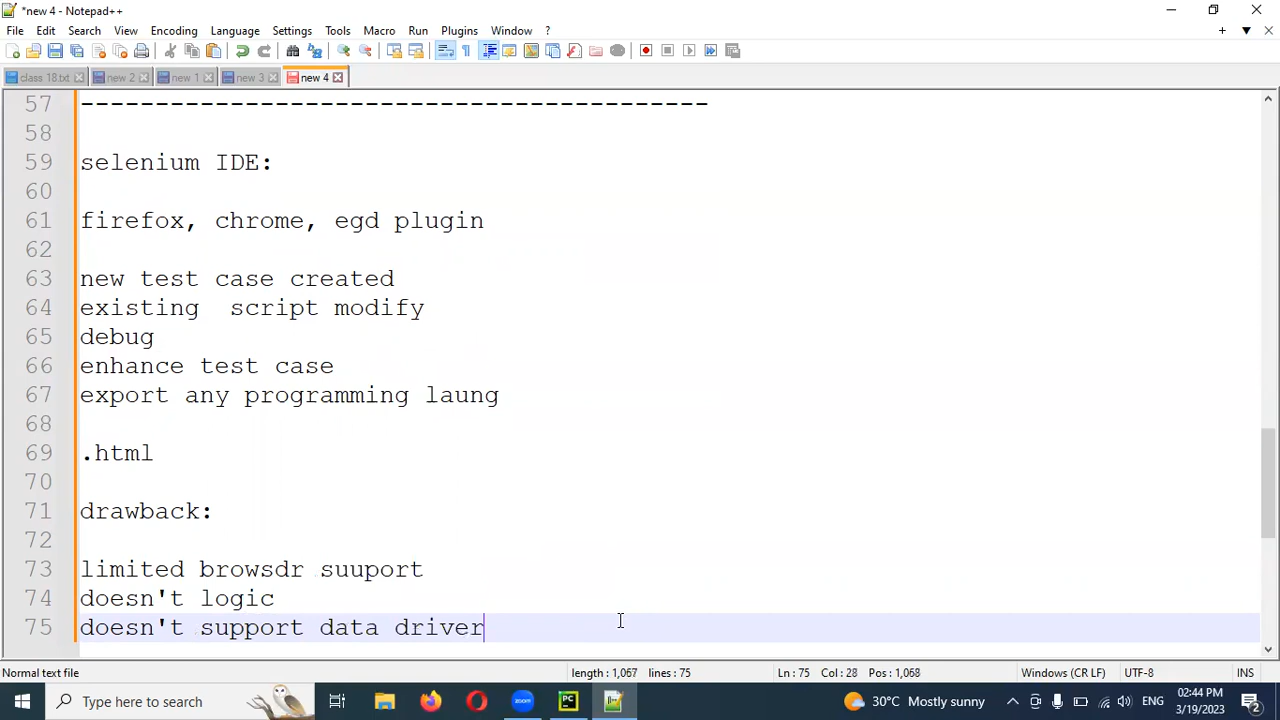 *new 4 - Notepad++
File Edit Search View Encoding Language Settings Tools Macro Run Plugins Window ?
class 18.txt new 2 new 1 new 3 new 4
57 ------------------------------------------
58
59 selenium IDE:
60
61 firefox, chrome, egd plugin
62
63 new test case created
64 existing  script modify
65 debug
66 enhance test case
67 export any programming laung
68
69 .html
70
71 drawback:
72
73 limited browsdr suuport
74 doesn't logic
75 doesn't support data driver
Normal text file length : 1,067 lines : 75 Ln : 75 Col : 28 Pos : 1,068 Windows (CR LF) UTF-8 INS
Type here to search zoom PC 30°C Mostly sunny ENG 02:44 PM 3/19/2023 2